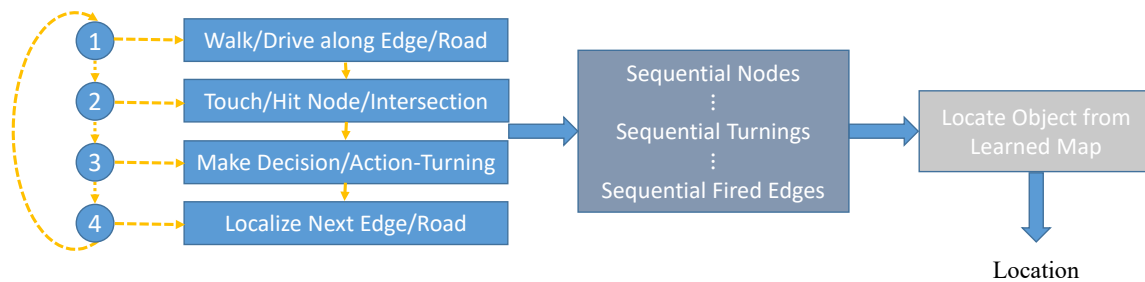 1
Walk/Drive along Edge/Road
2
Touch/Hit Node/Intersection
3
Make Decision/Action-Turning
4
Localize Next Edge/Road
Sequential Nodes
⋮
Sequential Turnings
⋮
Sequential Fired Edges
Locate Object from
Learned Map
Location